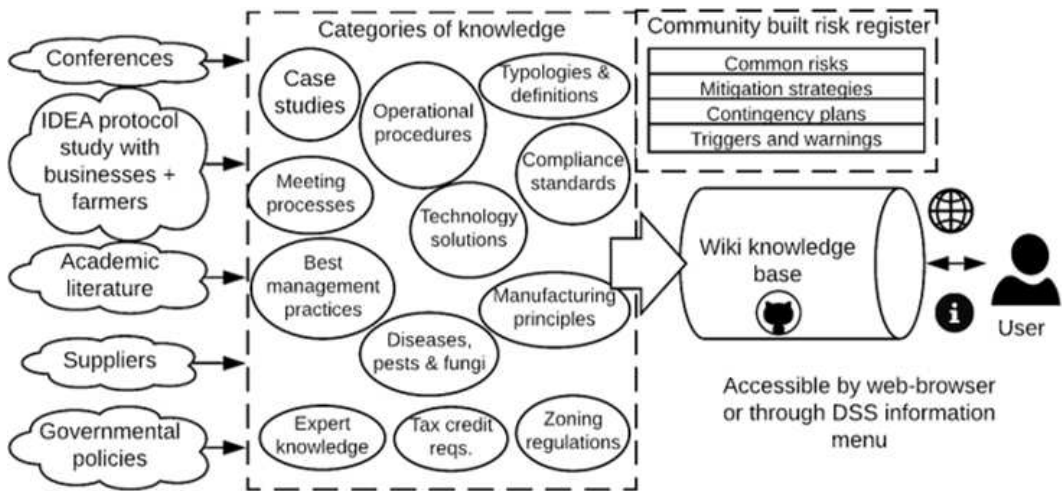 Conferences
IDEA protocol
study with
businesses +
farmers
Academic
literature
Suppliers
Governmental
policies
Categories of knowledge
Case
studies
Operational
procedures
Typologies &
definitions
Meeting
processes
Technology
solutions
Compliance
standards
Best
management
practices
Manufacturing
principles
Diseases,
pests & fungi
Expert
knowledge
Tax credit
reqs.
Zoning
regulations
Community built risk register
Common risks
Mitigation strategies
Contingency plans
Triggers and warnings
Wiki knowledge
base
i
User
Accessible by web-browser
or through DSS information
menu